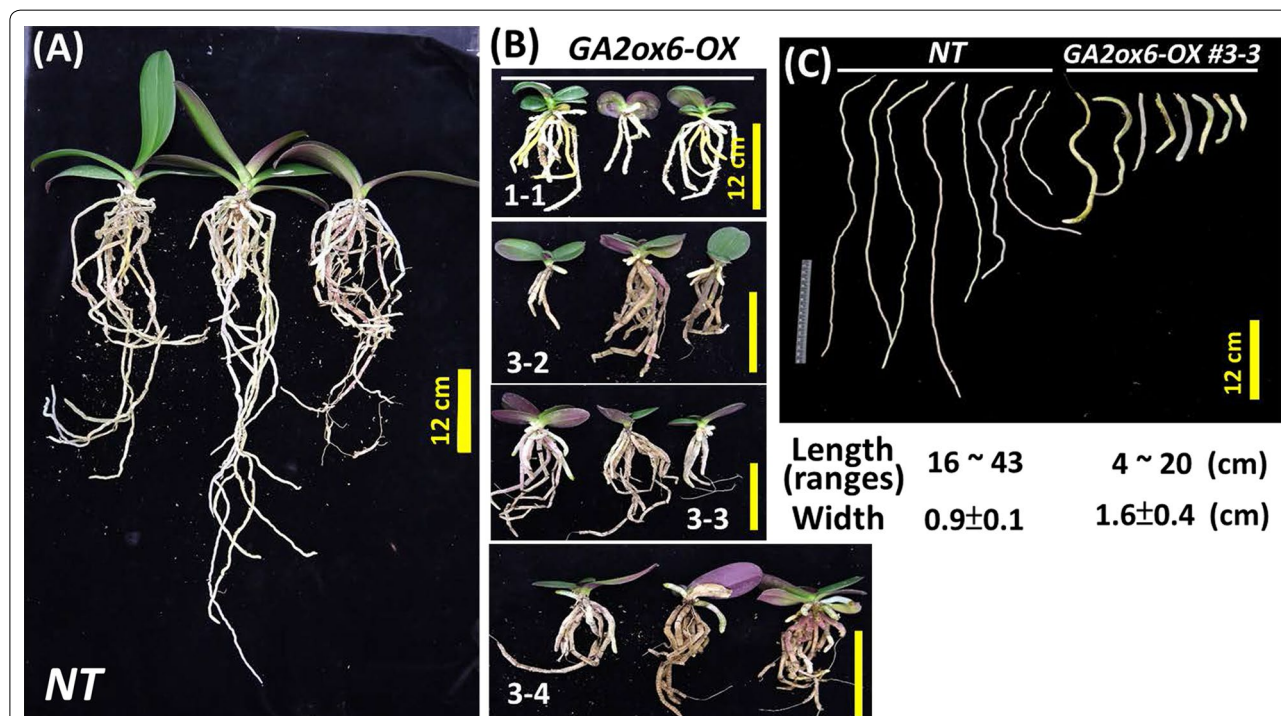 (A)
12 cm
NT
(B)
GA2ox6-OX
12 cm
1-1
3-2
3-3
3-4
(C)
NT
GA2ox6-OX #3-3
12 cm
Length (ranges) 16 ~ 43 4 ~ 20 (cm)
Width 0.9±0.1 1.6±0.4 (cm)